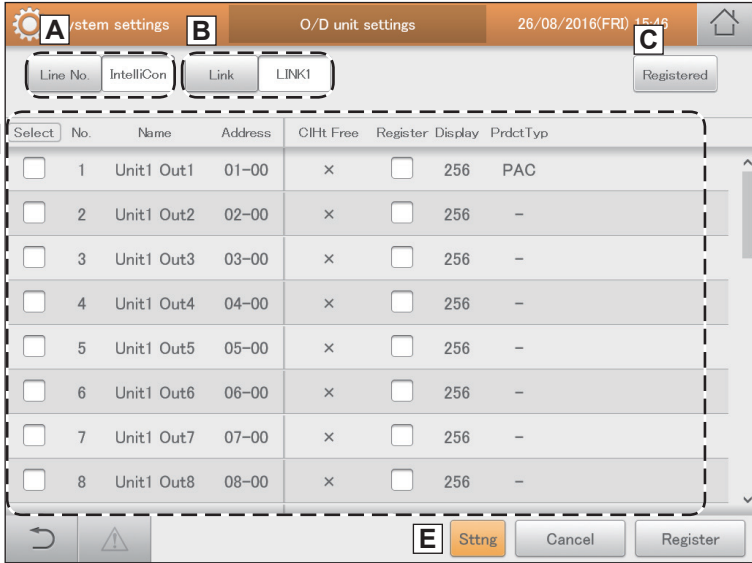 System settings O/D unit settings 26/08/2016(FRI) 15:46
A B C
Line No. IntelliCon Link LINK1 Registered
Select No. Name Address ClHt Free Register Display PrdctTyp
1 Unit1 Out1 01-00 × 256 PAC
2 Unit1 Out2 02-00 × 256 -
3 Unit1 Out3 03-00 × 256 -
4 Unit1 Out4 04-00 × 256 -
5 Unit1 Out5 05-00 × 256 -
6 Unit1 Out6 06-00 × 256 -
7 Unit1 Out7 07-00 × 256 -
8 Unit1 Out8 08-00 × 256 -
E Sttng Cancel Register